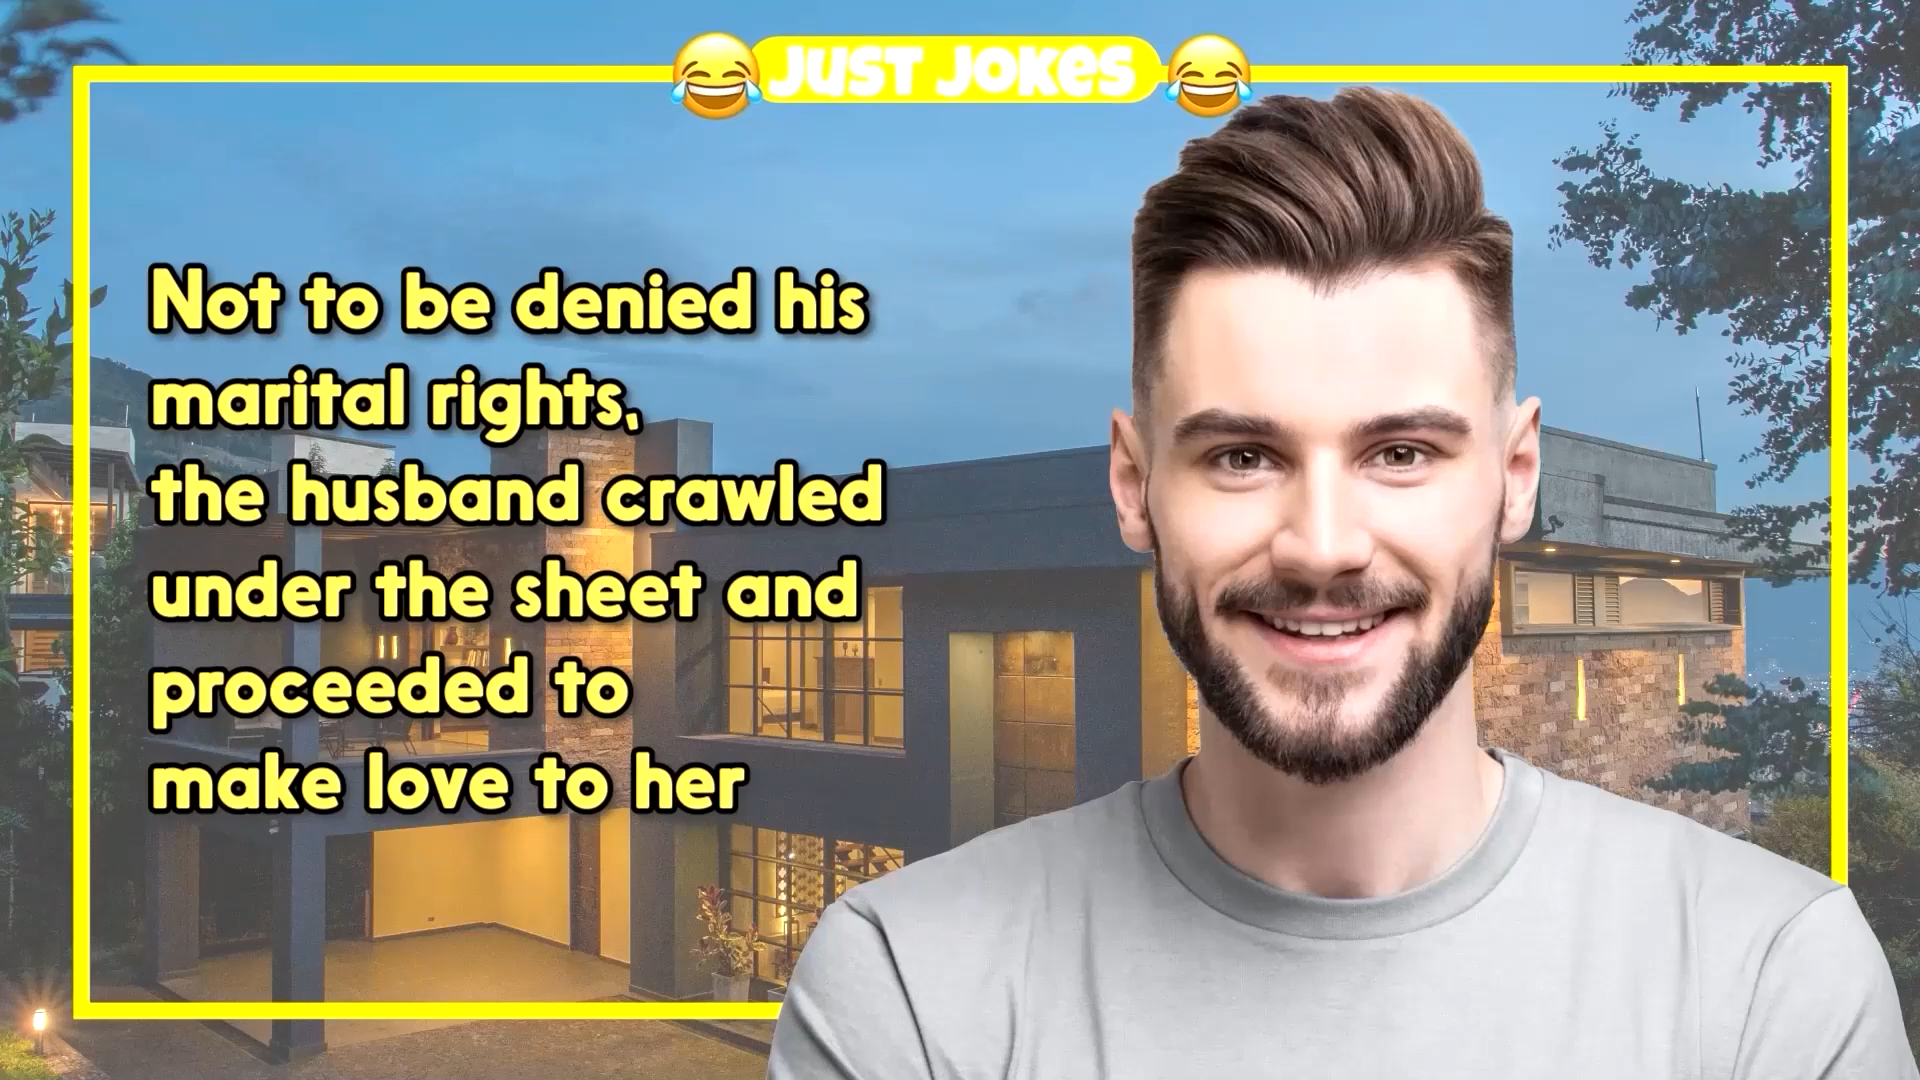 JUST JOKES
Not to be denied his
marital rights,
the husband crawled
under the sheet and
proceeded to
make love to her